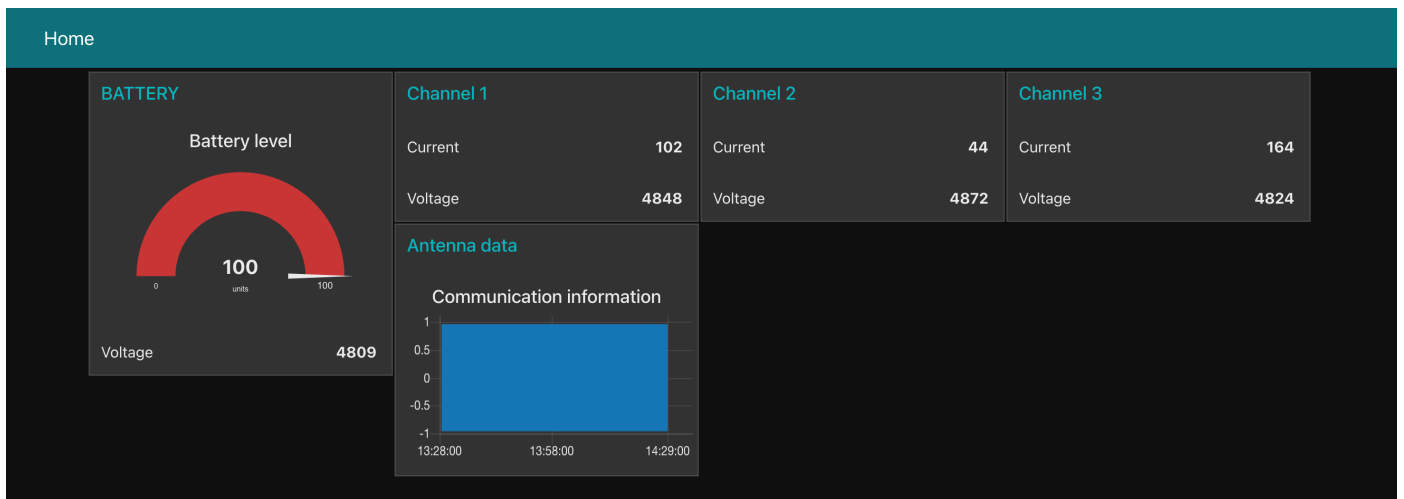 Home
BATTERY
Battery level
100
0
units
100
Voltage 4809
Channel 1
Current 102
Voltage 4848
Channel 2
Current 44
Voltage 4872
Channel 3
Current 164
Voltage 4824
Antenna data
Communication information
1
0.5
0
-0.5
-1
13:28:00 13:58:00 14:29:00